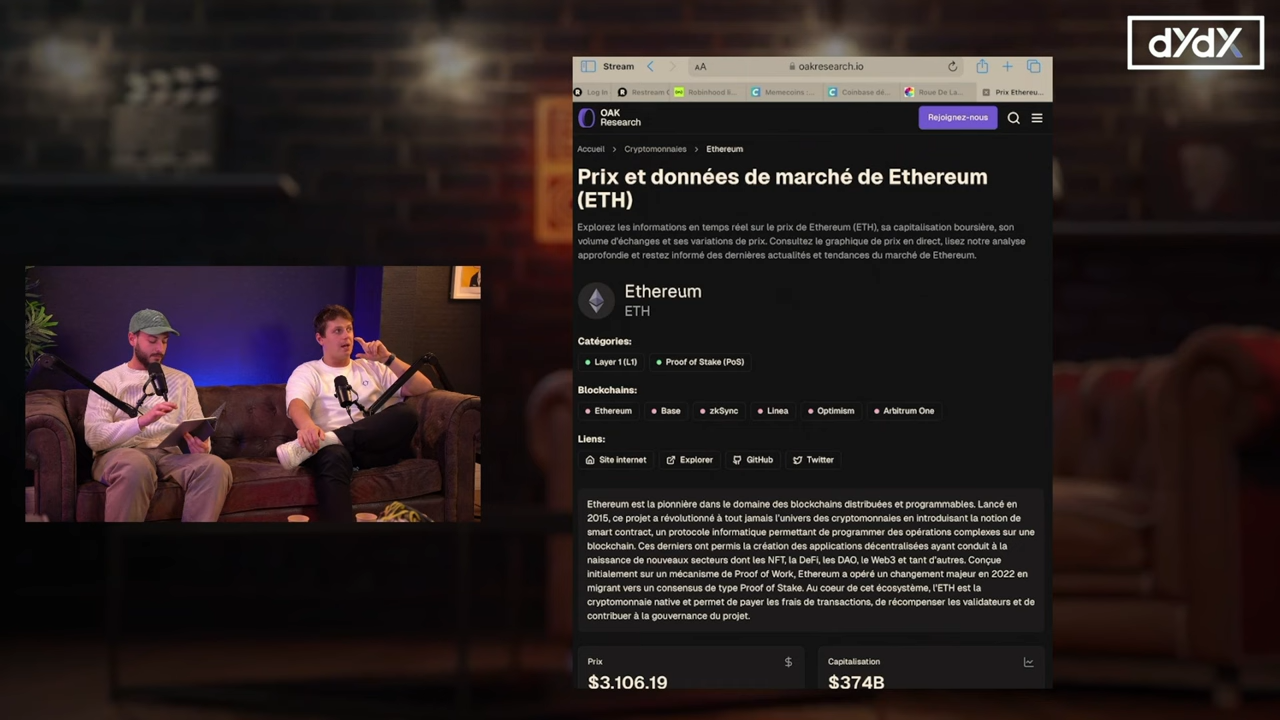 dYdX
Stream
AA
oakresearch.io
Log In
Restream
Robinhood li...
Memecoins :...
Coinbase dé...
Roue De La...
Prix Ethereu...
OAK
Research
Rejoignez-nous
Accueil > Cryptomonnaies > Ethereum
Prix et données de marché de Ethereum
(ETH)
Explorez les informations en temps réel sur le prix de Ethereum (ETH), sa capitalisation boursière, son
volume d'échanges et ses variations de prix. Consultez le graphique de prix en direct, lisez notre analyse
approfondie et restez informé des dernières actualités et tendances du marché de Ethereum.
Ethereum
ETH
Catégories:
Layer 1 (L1)
Proof of Stake (PoS)
Blockchains:
Ethereum
Base
zkSync
Linea
Optimism
Arbitrum One
Liens:
Site internet
Explorer
GitHub
Twitter
Ethereum est la pionnière dans le domaine des blockchains distribuées et programmables. Lancé en
2015, ce projet a révolutionné à tout jamais l'univers des cryptomonnaies en introduisant la notion de
smart contract, un protocole informatique permettant de programmer des opérations complexes sur une
blockchain. Ces derniers ont permis la création des applications décentralisées ayant conduit à la
naissance de nouveaux secteurs dont les NFT, la DeFi, les DAO, le Web3 et tant d'autres. Conçue
initialement sur un mécanisme de Proof of Work, Ethereum a opéré un changement majeur en 2022 en
migrant vers un consensus de type Proof of Stake. Au coeur de cet écosystème, l'ETH est la
cryptomonnaie native et permet de payer les frais de transactions, de récompenser les validateurs et de
contribuer à la gouvernance du projet.
Prix
$
$3,106.19
Capitalisation
$374B